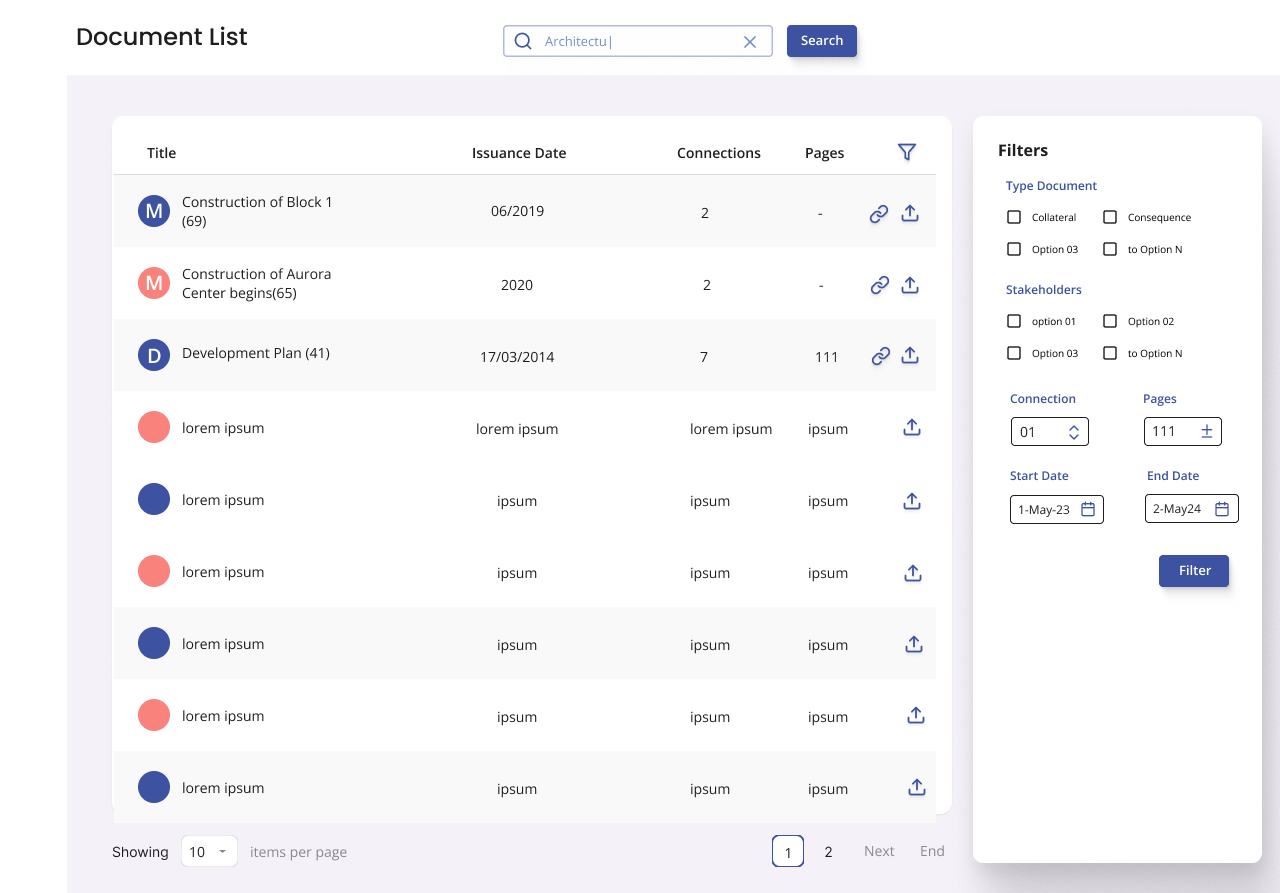 Document List
Architectu
Search
Title Issuance Date Connections Pages
M Construction of Block 1
(69) 06/2019 2 -
M Construction of Aurora
Center begins(65) 2020 2 -
D Development Plan (41) 17/03/2014 7 111
lorem ipsum lorem ipsum lorem ipsum ipsum
lorem ipsum ipsum ipsum ipsum
lorem ipsum ipsum ipsum ipsum
lorem ipsum ipsum ipsum ipsum
lorem ipsum ipsum ipsum ipsum
lorem ipsum ipsum ipsum ipsum
Showing 10 items per page
1 2 Next End
Filters
Type Document
Collateral Consequence
Option 03 to Option N
Stakeholders
option 01 Option 02
Option 03 to Option N
Connection Pages
01 111 ±
Start Date End Date
1-May-23 2-May24
Filter